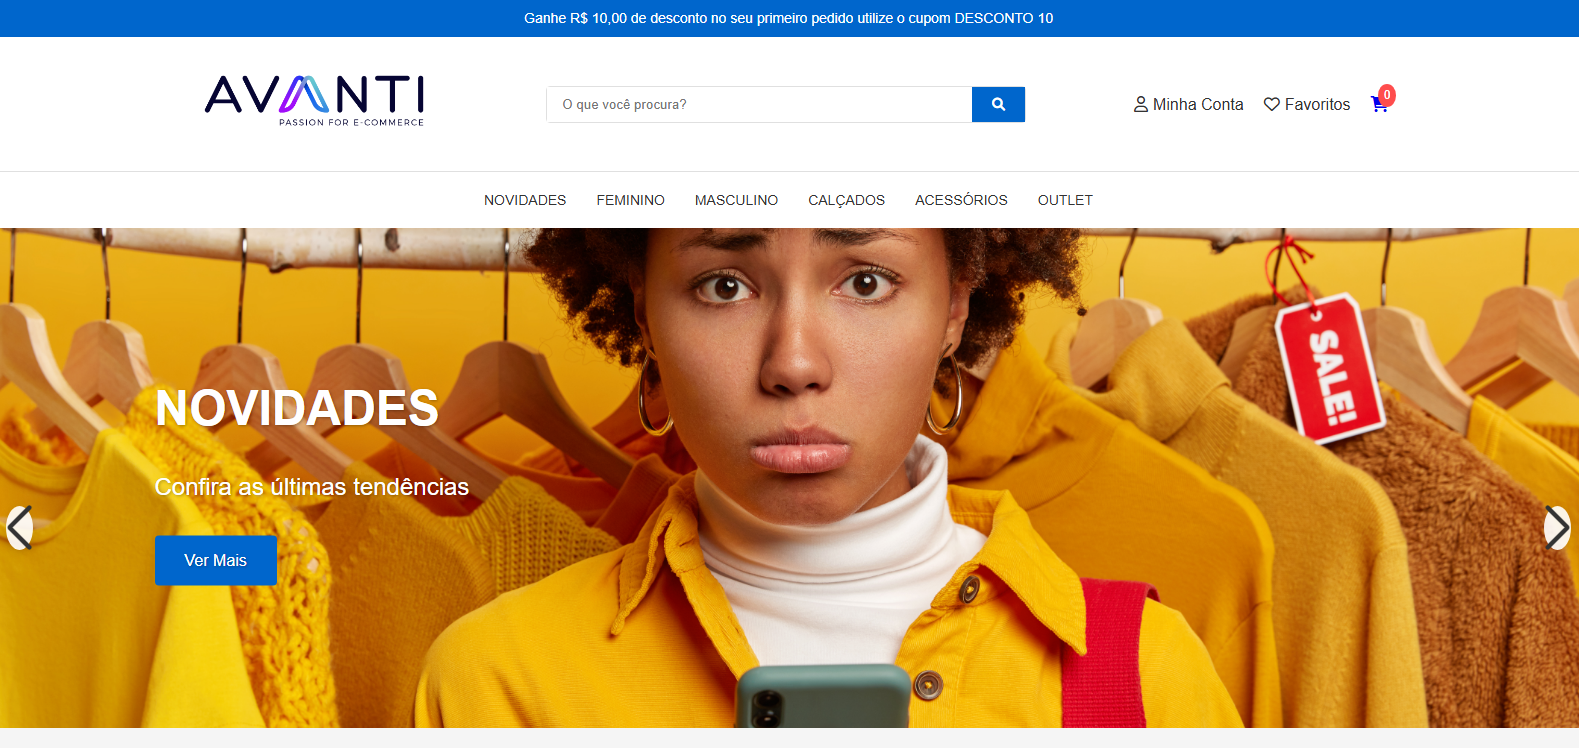 Ganhe R$ 10,00 de desconto no seu primeiro pedido utilize o cupom DESCONTO 10
AVANTI
PASSION FOR E-COMMERCE
O que você procura?
Minha Conta
Favoritos
0
NOVIDADES
FEMININO
MASCULINO
CALÇADOS
ACESSÓRIOS
OUTLET
SALE!
NOVIDADES
Confira as últimas tendências
Ver Mais